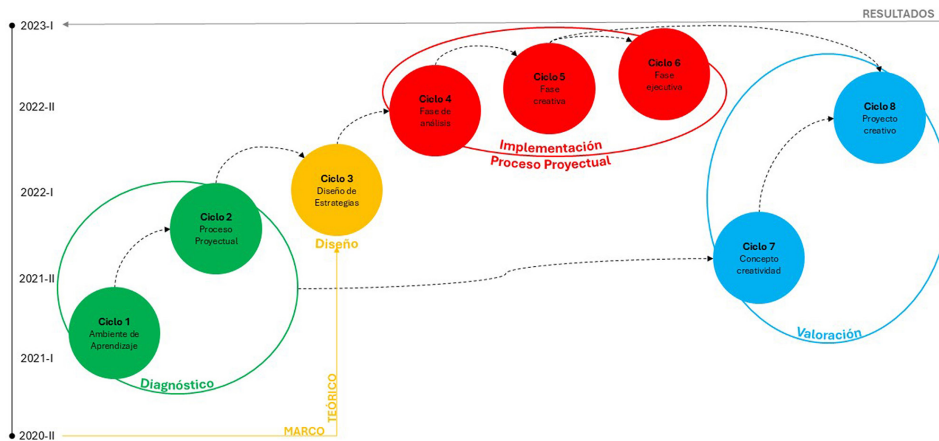 RESULTADOS
2023-I
2022-II
2022-I
2021-II
2021-I
2020-II
Ciclo 1
Ambiente de
Aprendizaje
Ciclo 2
Proceso
Proyectual
Diagnóstico
Ciclo 3
Diseño de
Estrategias
Diseño
MARCO
TEÓRICO
Ciclo 4
Fase de
análisis
Ciclo 5
Fase
creativa
Ciclo 6
Fase
ejecutiva
Implementación
Proceso Proyectual
Ciclo 7
Concepto
creatividad
Ciclo 8
Proyecto
creativo
Valoración